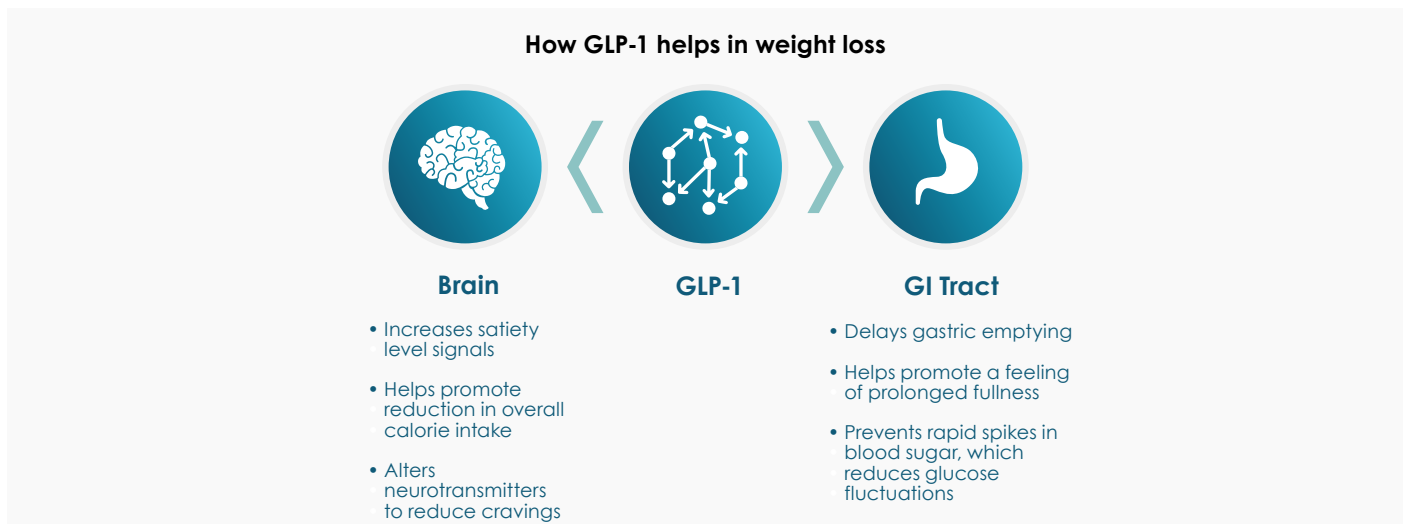 How GLP-1 helps in weight loss
Brain
• Increases satiety
level signals
• Helps promote
reduction in overall
calorie intake
• Alters
neurotransmitters
to reduce cravings
GLP-1
GI Tract
• Delays gastric emptying
• Helps promote a feeling
of prolonged fullness
• Prevents rapid spikes in
blood sugar, which
reduces glucose
fluctuations